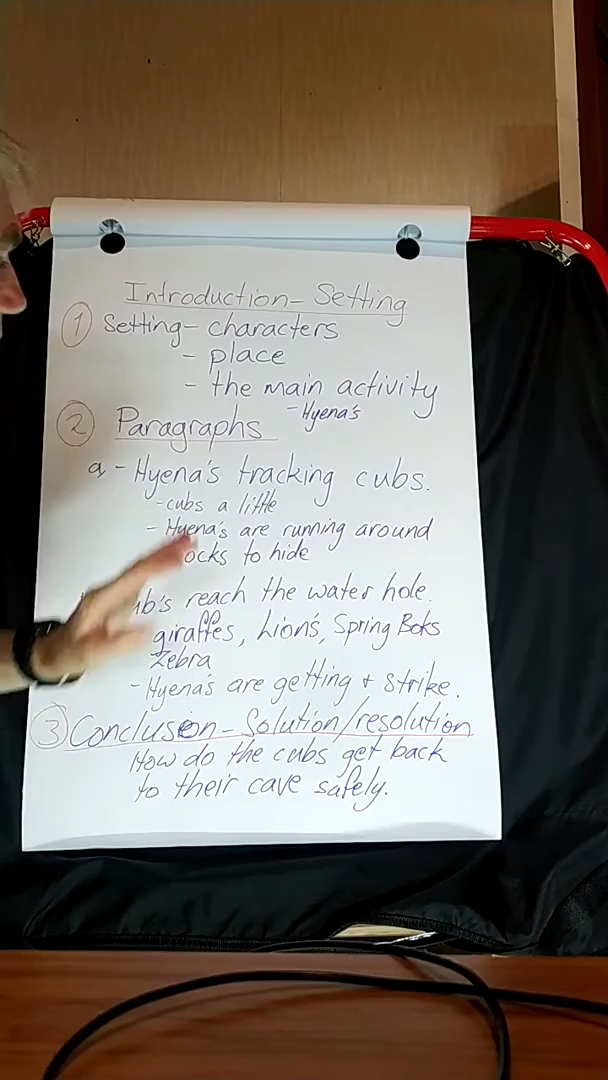 Introduction - Setting
1 Setting - characters
- place
- the main activity
- Hyena's
2 Paragraphs
a - Hyena's tracking cubs.
- cubs a little
- Hyena's are running around
ocks to hide
ub's reach the water hole.
giraffes, Lion's, Spring Boks
Zebra
- Hyena's are getting + strike.
3 Conclusion - Solution/resolution
How do the cubs get back
to their cave safely.